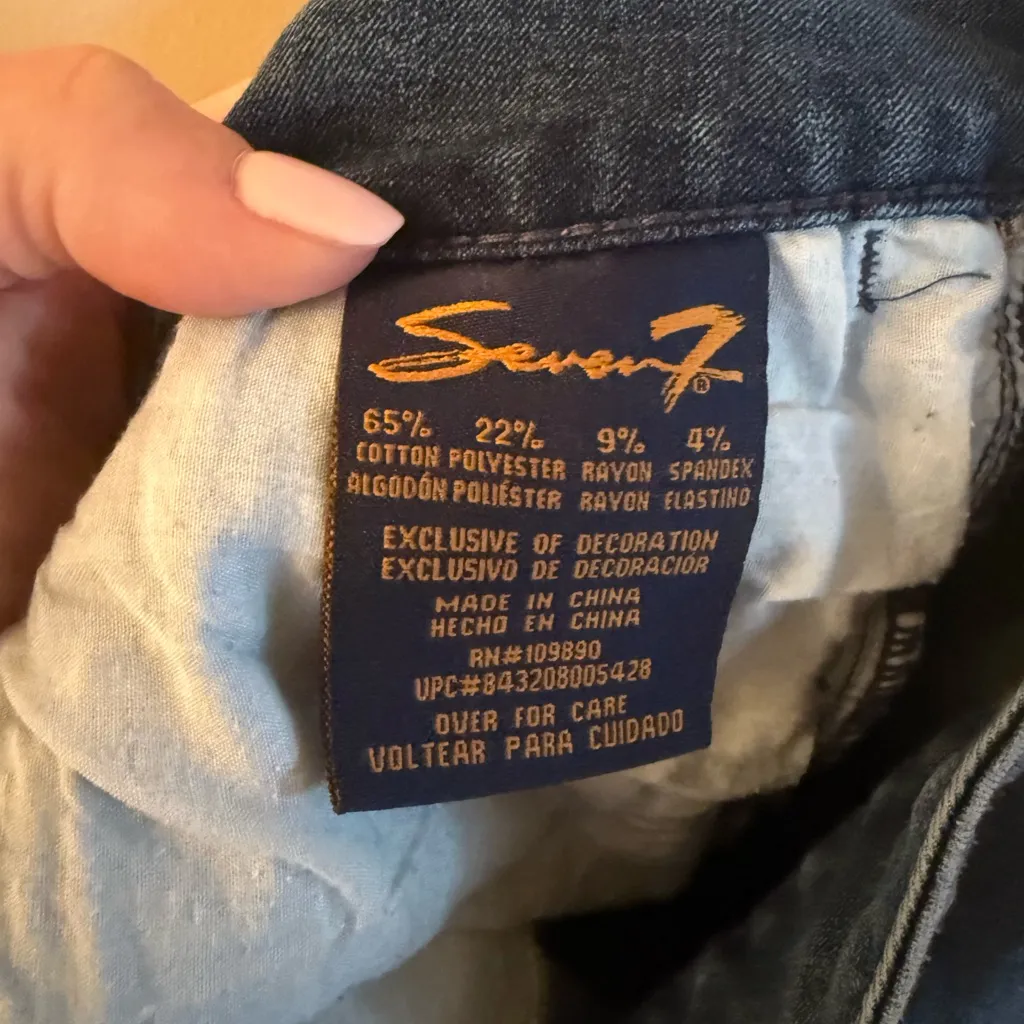 Seven7®
65% 22% 9% 4%
COTTON POLYESTER RAYON SPANDEX
ALGODÓN POLIÉSTER RAYON ELASTINO
EXCLUSIVE OF DECORATION
EXCLUSIVO DE DECORACIÓR
MADE IN CHINA
HECHO EN CHINA
RN#109890
UPC#843208005428
OVER FOR CARE
VOLTEAR PARA CUIDADO